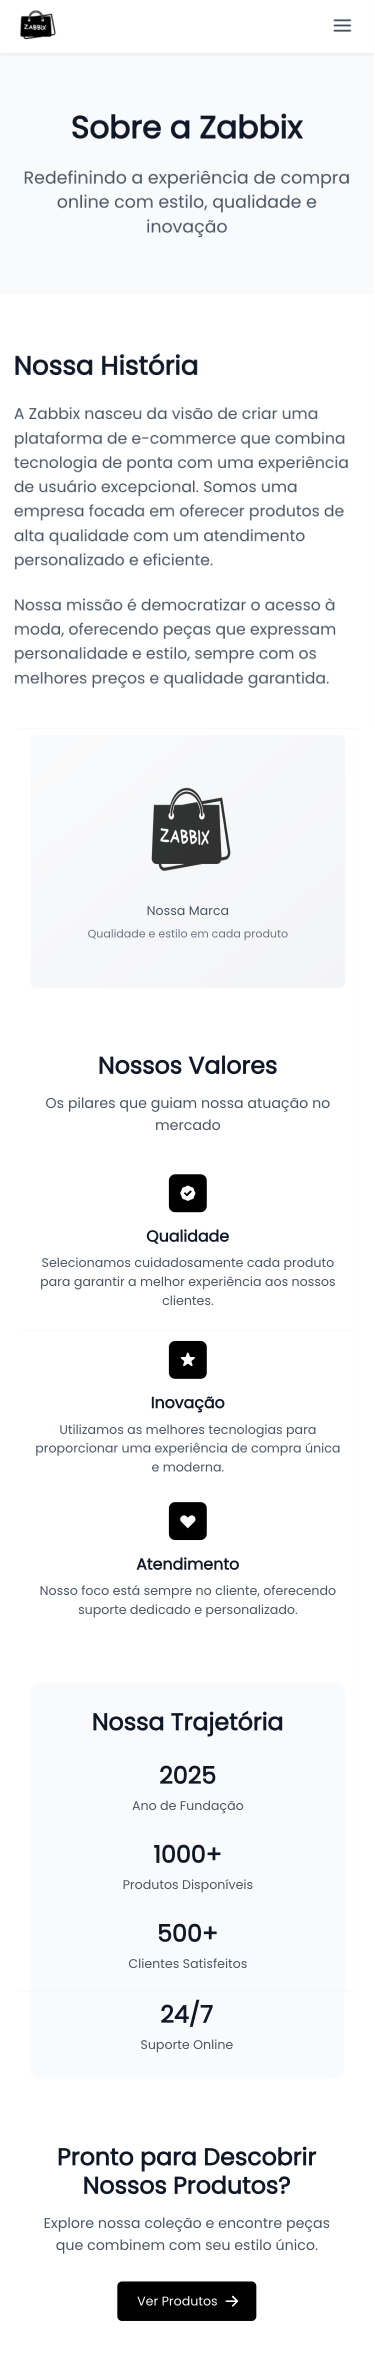 ZABBIX
Sobre a Zabbix
Redefinindo a experiência de compra
online com estilo, qualidade e
inovação
Nossa História
A Zabbix nasceu da visão de criar uma
plataforma de e-commerce que combina
tecnologia de ponta com uma experiência
de usuário excepcional. Somos uma
empresa focada em oferecer produtos de
alta qualidade com um atendimento
personalizado e eficiente.
Nossa missão é democratizar o acesso à
moda, oferecendo peças que expressam
personalidade e estilo, sempre com os
melhores preços e qualidade garantida.
ZABBIX
Nossa Marca
Qualidade e estilo em cada produto
Nossos Valores
Os pilares que guiam nossa atuação no
mercado
Qualidade
Selecionamos cuidadosamente cada produto
para garantir a melhor experiência aos nossos
clientes.
Inovação
Utilizamos as melhores tecnologias para
proporcionar uma experiência de compra única
e moderna.
Atendimento
Nosso foco está sempre no cliente, oferecendo
suporte dedicado e personalizado.
Nossa Trajetória
2025
Ano de Fundação
1000+
Produtos Disponíveis
500+
Clientes Satisfeitos
24/7
Suporte Online
Pronto para Descobrir
Nossos Produtos?
Explore nossa coleção e encontre peças
que combinem com seu estilo único.
Ver Produtos →